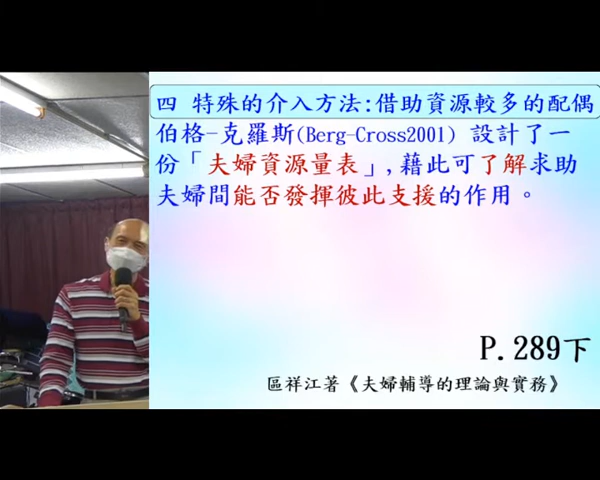 四 特殊的介入方法:借助資源較多的配偶
伯格-克羅斯(Berg-Cross2001) 設計了一
份「夫婦資源量表」,藉此可了解求助
夫婦間能否發揮彼此支援的作用。
P.289下
區祥江著《夫婦輔導的理論與實務》